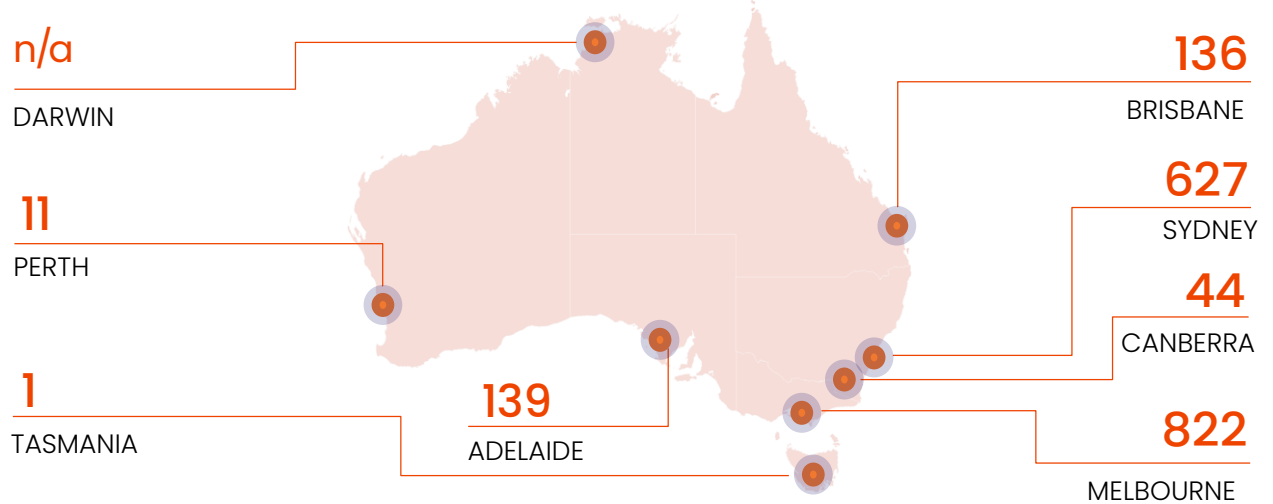 n/a
DARWIN
11
PERTH
1
TASMANIA
139
ADELAIDE
136
BRISBANE
627
SYDNEY
44
CANBERRA
822
MELBOURNE